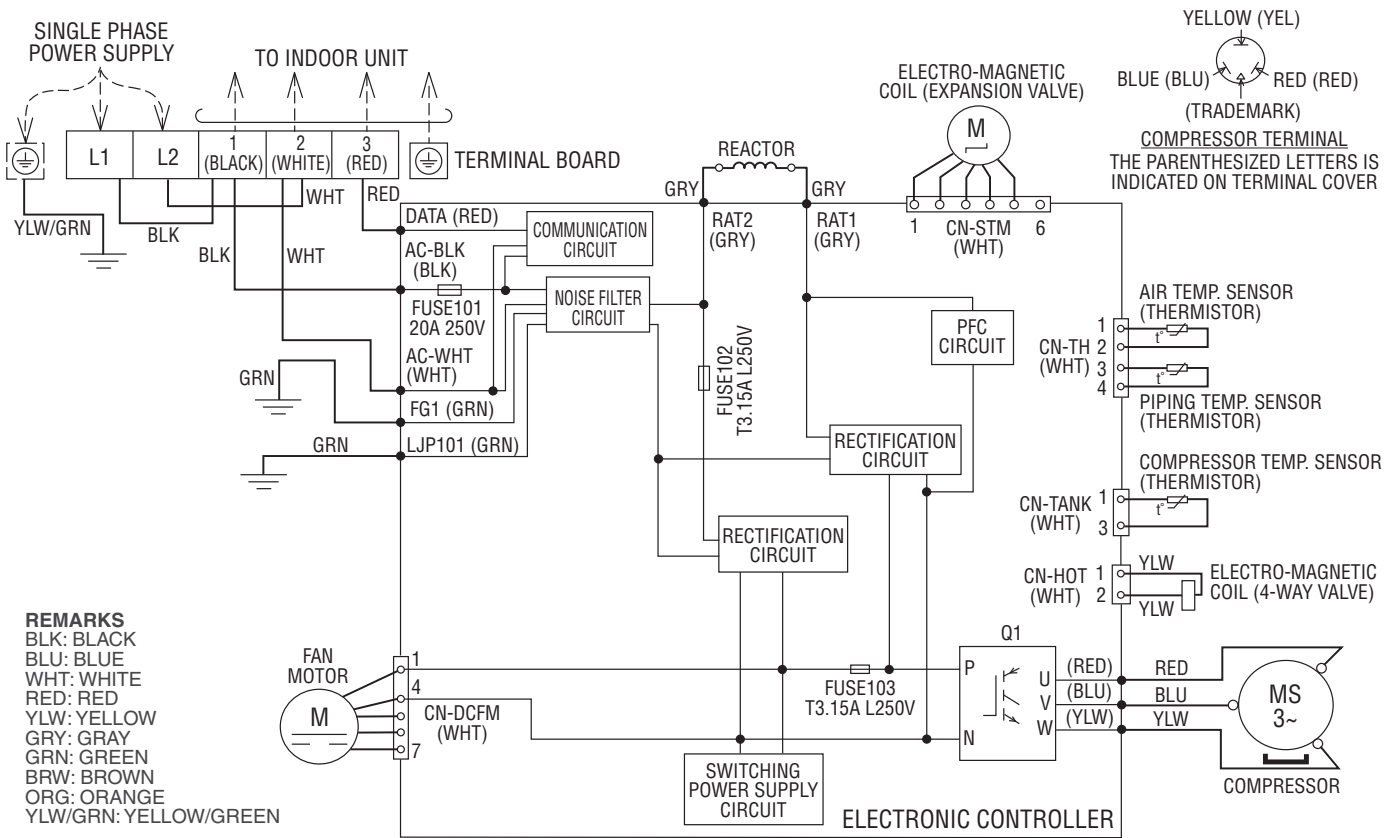 SINGLE PHASE
POWER SUPPLY
TO INDOOR UNIT
L1
L2
1
(BLACK)
2
(WHITE)
3
(RED)
TERMINAL BOARD
YLW/GRN
BLK
WHT
RED
BLK
WHT
DATA (RED)
AC-BLK
(BLK)
FUSE101
20A 250V
AC-WHT
(WHT)
GRN
FG1 (GRN)
GRN
LJP101 (GRN)
COMMUNICATION
CIRCUIT
NOISE FILTER
CIRCUIT
REACTOR
GRY
GRY
RAT2
(GRY)
RAT1
(GRY)
FUSE102
T3.15A L250V
ELECTRO-MAGNETIC
COIL (EXPANSION VALVE)
M
1
CN-STM
(WHT)
6
YELLOW (YEL)
BLUE (BLU)
RED (RED)
(TRADEMARK)
COMPRESSOR TERMINAL
THE PARENTHESIZED LETTERS IS
INDICATED ON TERMINAL COVER
PFC
CIRCUIT
RECTIFICATION
CIRCUIT
RECTIFICATION
CIRCUIT
AIR TEMP. SENSOR
(THERMISTOR)
CN-TH
(WHT)
1
2
3
4
t°
t°
PIPING TEMP. SENSOR
(THERMISTOR)
COMPRESSOR TEMP. SENSOR
(THERMISTOR)
CN-TANK
(WHT)
1
3
t°
CN-HOT
(WHT)
1
2
YLW
YLW
ELECTRO-MAGNETIC
COIL (4-WAY VALVE)
REMARKS
BLK: BLACK
BLU: BLUE
WHT: WHITE
RED: RED
YLW: YELLOW
GRY: GRAY
GRN: GREEN
BRW: BROWN
ORG: ORANGE
YLW/GRN: YELLOW/GREEN
FAN
MOTOR
M
1
4
7
CN-DCFM
(WHT)
FUSE103
T3.15A L250V
SWITCHING
POWER SUPPLY
CIRCUIT
Q1
P
N
U
V
W
(RED)
(BLU)
(YLW)
RED
BLU
YLW
MS
3~
COMPRESSOR
ELECTRONIC CONTROLLER